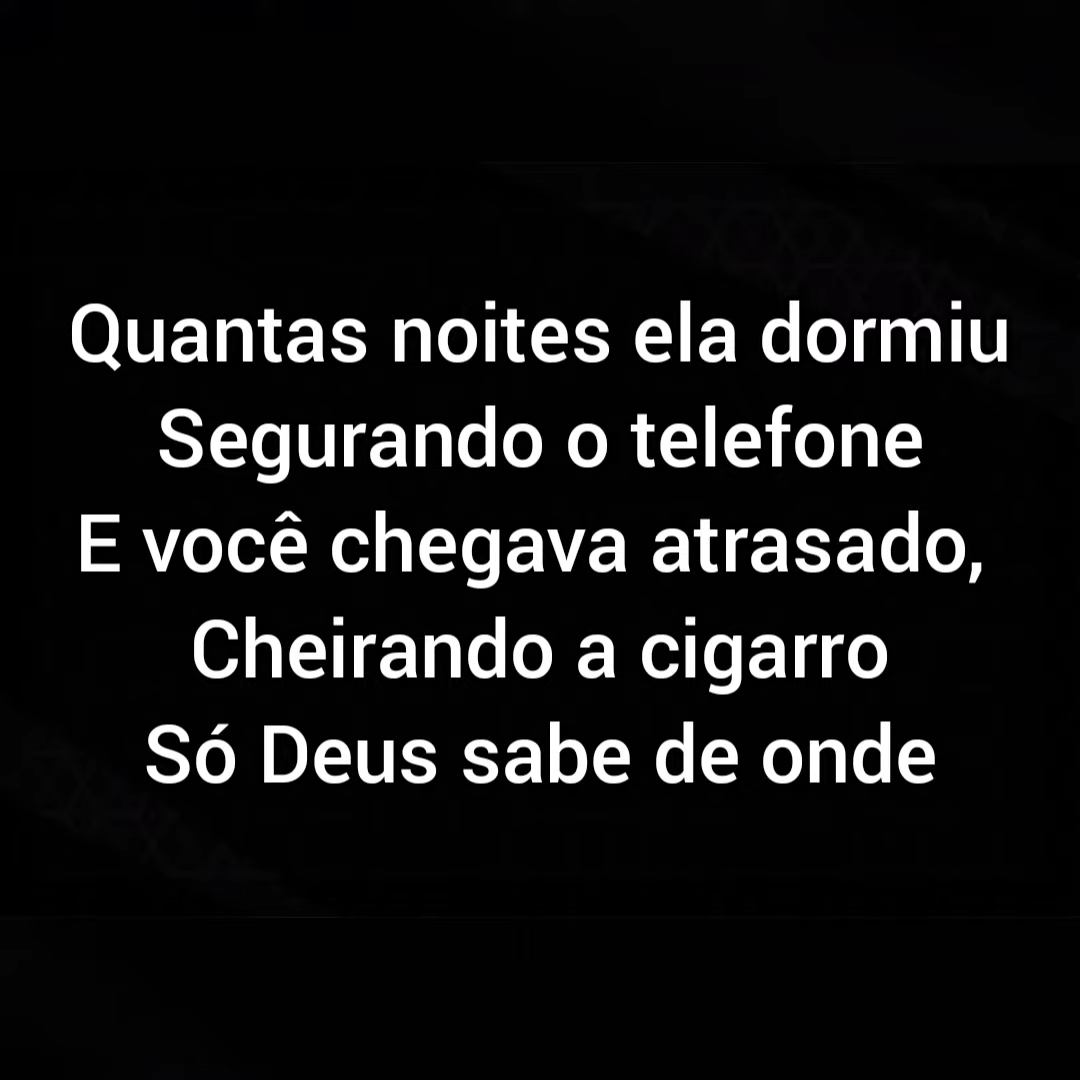 Quantas noites ela dormiu
Segurando o telefone
E você chegava atrasado,
Cheirando a cigarro
Só Deus sabe de onde